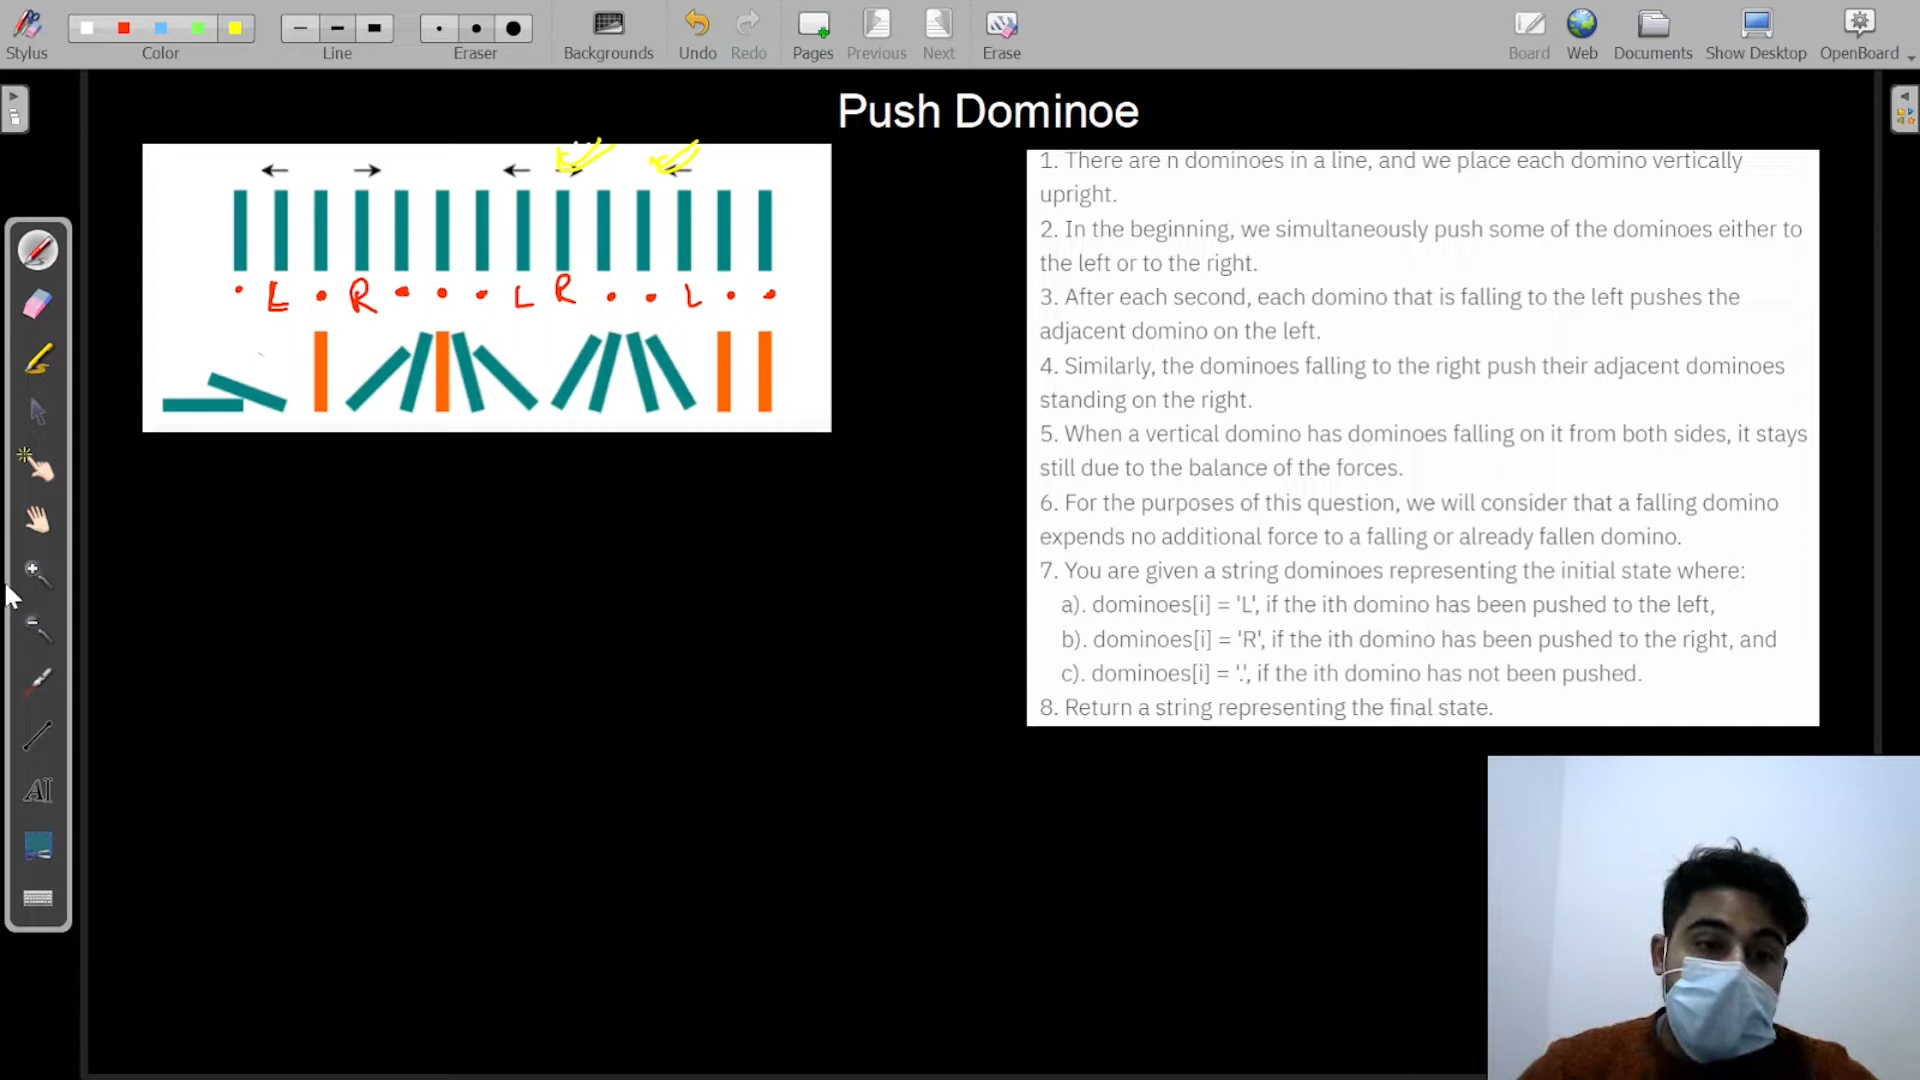 Stylus
Color
Line
Eraser
Backgrounds
Undo
Redo
Pages
Previous
Next
Erase
Board
Web
Documents
Show Desktop
OpenBoard
Push Dominoe
. L . R . . . L R . . L . .
1. There are n dominoes in a line, and we place each domino vertically
upright.
2. In the beginning, we simultaneously push some of the dominoes either to
the left or to the right.
3. After each second, each domino that is falling to the left pushes the
adjacent domino on the left.
4. Similarly, the dominoes falling to the right push their adjacent dominoes
standing on the right.
5. When a vertical domino has dominoes falling on it from both sides, it stays
still due to the balance of the forces.
6. For the purposes of this question, we will consider that a falling domino
expends no additional force to a falling or already fallen domino.
7. You are given a string dominoes representing the initial state where:
a). dominoes[i] = 'L', if the ith domino has been pushed to the left,
b). dominoes[i] = 'R', if the ith domino has been pushed to the right, and
c). dominoes[i] = '.', if the ith domino has not been pushed.
8. Return a string representing the final state.
AI